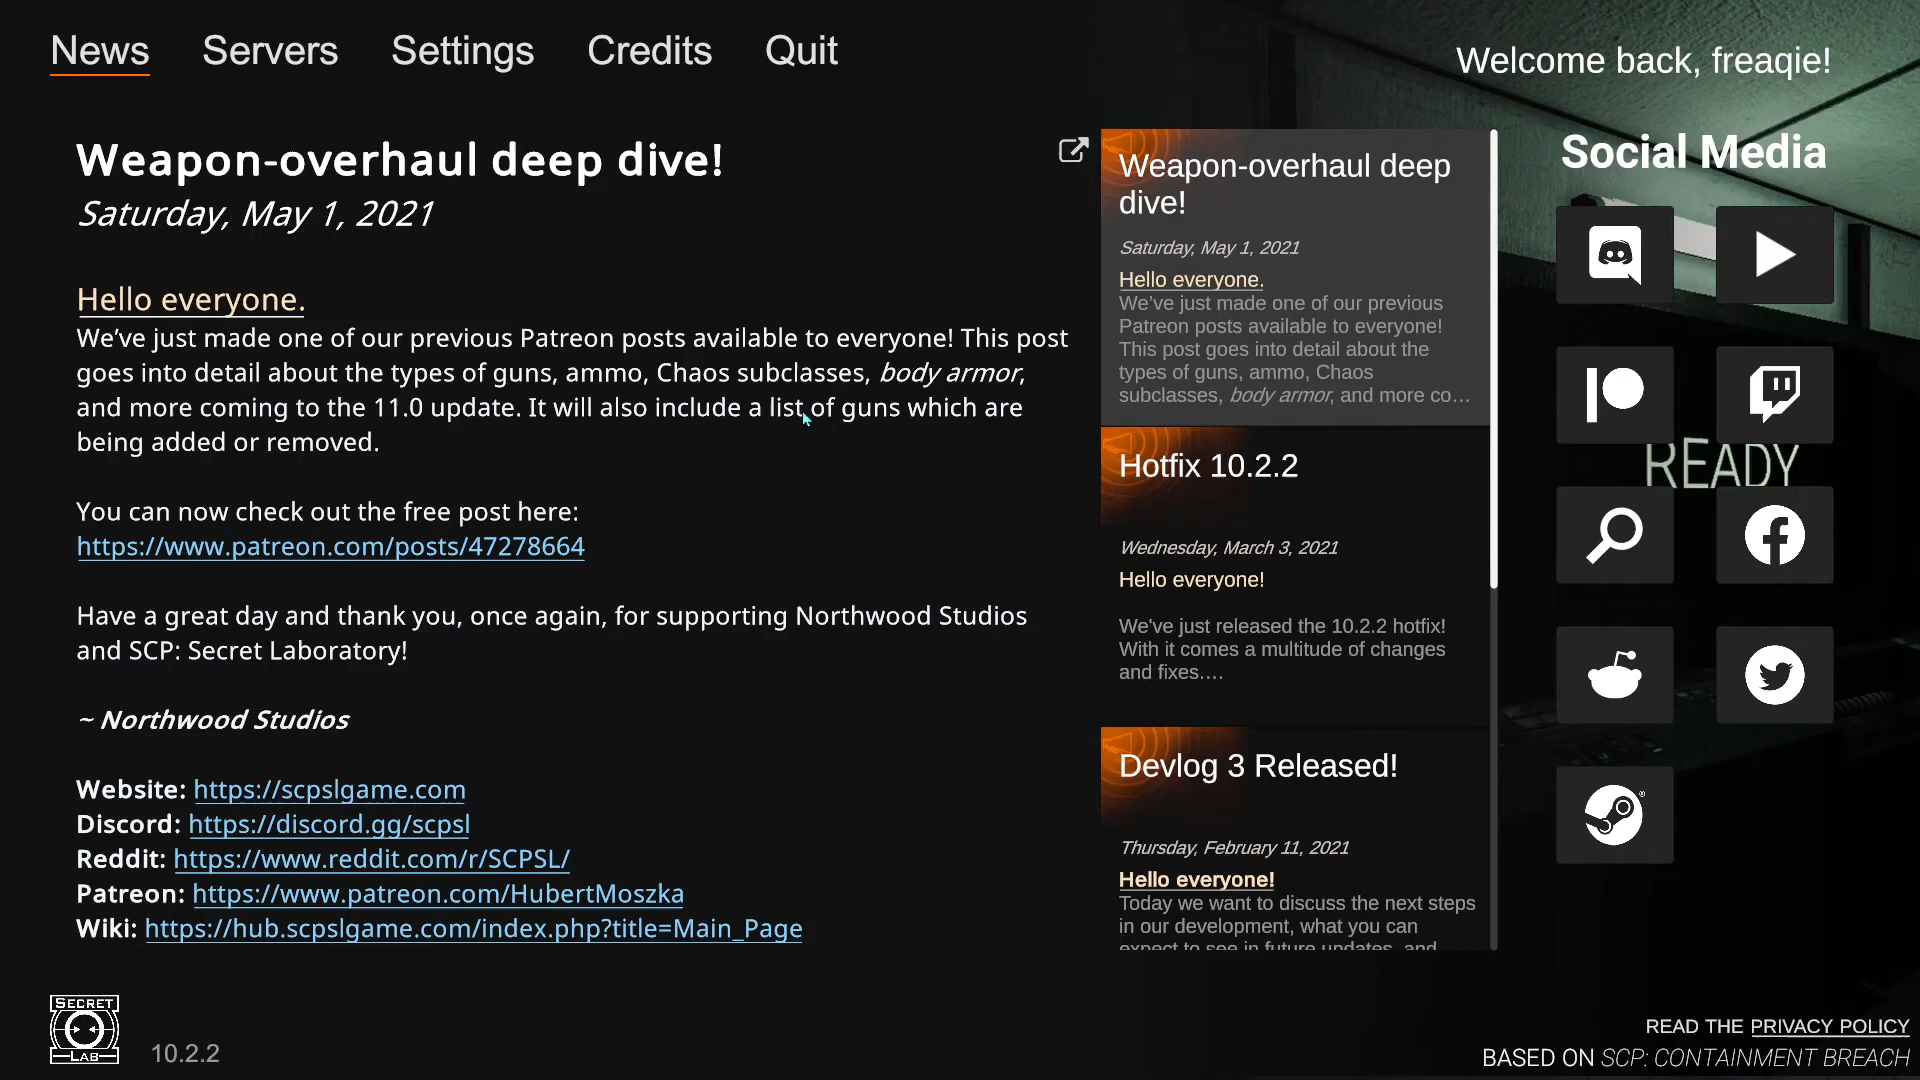 News Servers Settings Credits Quit
Welcome back, freaqie!
Weapon-overhaul deep dive!
Saturday, May 1, 2021
Hello everyone.
We’ve just made one of our previous Patreon posts available to everyone! This post
goes into detail about the types of guns, ammo, Chaos subclasses, body armor,
and more coming to the 11.0 update. It will also include a list of guns which are
being added or removed.
You can now check out the free post here:
https://www.patreon.com/posts/47278664
Have a great day and thank you, once again, for supporting Northwood Studios
and SCP: Secret Laboratory!
~ Northwood Studios
Website: https://scpslgame.com
Discord: https://discord.gg/scpsl
Reddit: https://www.reddit.com/r/SCPSL/
Patreon: https://www.patreon.com/HubertMoszka
Wiki: https://hub.scpslgame.com/index.php?title=Main_Page
Weapon-overhaul deep
dive!
Saturday, May 1, 2021
Hello everyone.
We’ve just made one of our previous
Patreon posts available to everyone!
This post goes into detail about the
types of guns, ammo, Chaos
subclasses, body armor, and more co…
Hotfix 10.2.2
Wednesday, March 3, 2021
Hello everyone!
We've just released the 10.2.2 hotfix!
With it comes a multitude of changes
and fixes.…
Devlog 3 Released!
Thursday, February 11, 2021
Hello everyone!
Today we want to discuss the next steps
in our development, what you can
expect to see in future updates, and
Social Media
READY
SECRET
LAB
10.2.2
READ THE PRIVACY POLICY
BASED ON SCP: CONTAINMENT BREACH